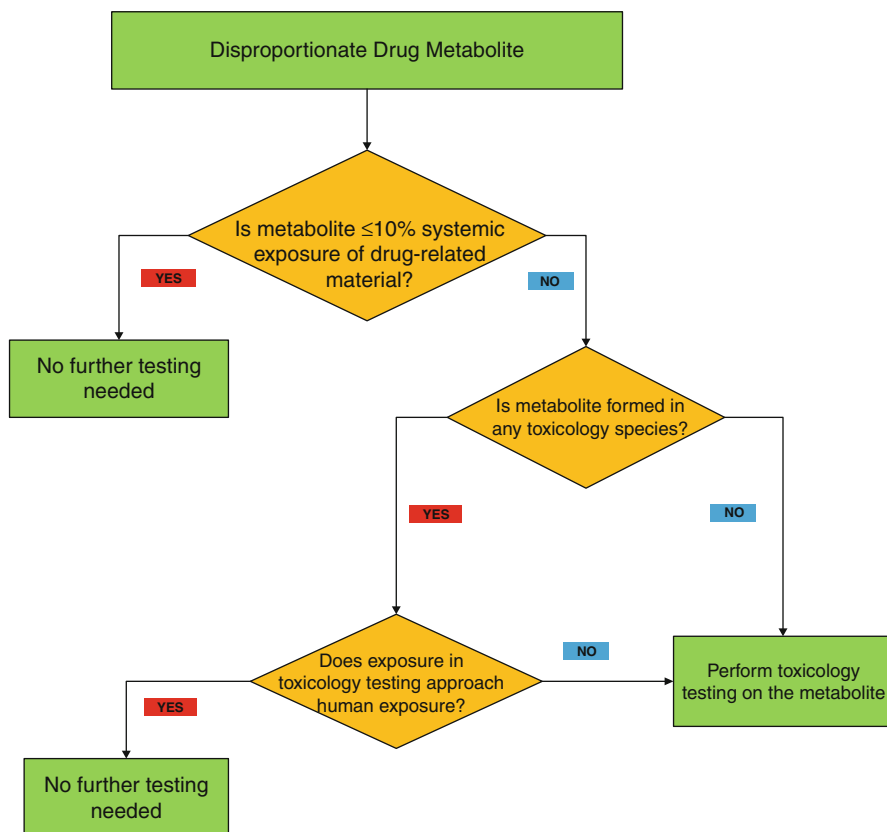 Disproportionate Drug Metabolite
Is metabolite ≤10% systemic
exposure of drug-related
material?
YES
NO
No further testing
needed
Is metabolite formed in
any toxicology species?
YES
NO
Does exposure in
toxicology testing approach
human exposure?
NO
YES
Perform toxicology
testing on the metabolite
No further testing
needed